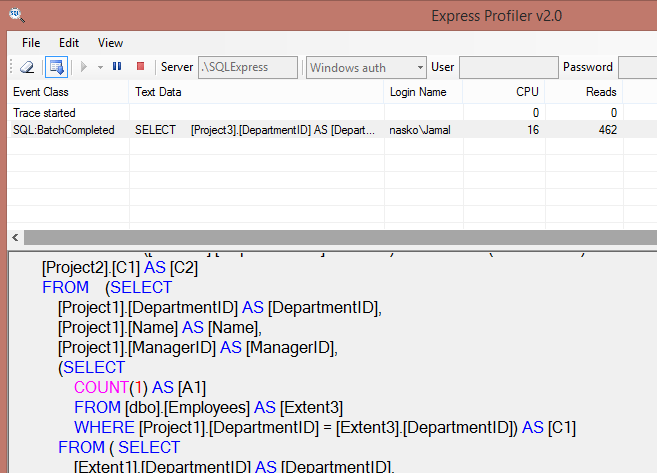 SQL
Express Profiler v2.0
File Edit View
Server .\SQLExpress Windows auth User Password
Event Class Text Data Login Name CPU Reads
Trace started 0 0
SQL:BatchCompleted SELECT [Project3].[DepartmentID] AS [Depart... nasko\Jamal 16 462
[Project2].[C1] AS [C2]
FROM (SELECT
[Project1].[DepartmentID] AS [DepartmentID],
[Project1].[Name] AS [Name],
[Project1].[ManagerID] AS [ManagerID],
(SELECT
COUNT(1) AS [A1]
FROM [dbo].[Employees] AS [Extent3]
WHERE [Project1].[DepartmentID] = [Extent3].[DepartmentID]) AS [C1]
FROM ( SELECT
[Extent1].[DepartmentID] AS [DepartmentID],